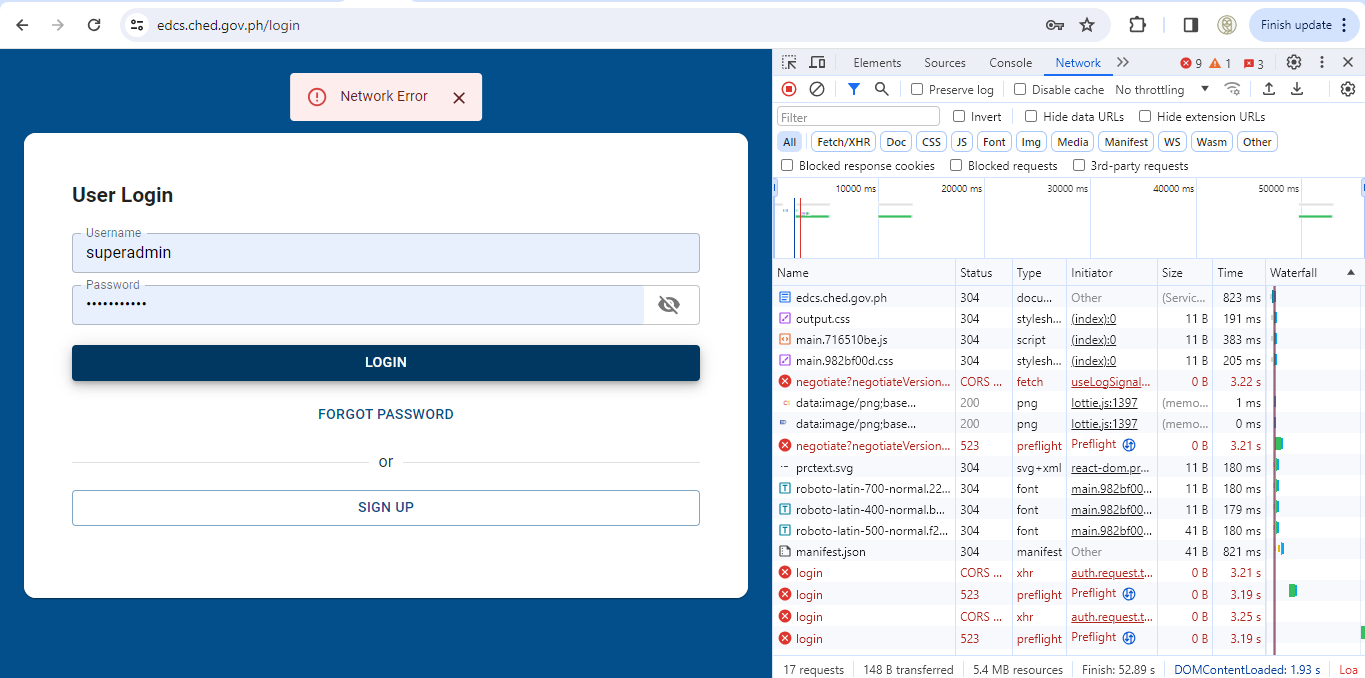 edcs.ched.gov.ph/login
Finish update
Network Error
User Login
Username
superadmin
Password
•••••••••••
LOGIN
FORGOT PASSWORD
or
SIGN UP
Elements Sources Console Network 9 1 3
Preserve log Disable cache No throttling
Filter Invert Hide data URLs Hide extension URLs
All Fetch/XHR Doc CSS JS Font Img Media Manifest WS Wasm Other
Blocked response cookies Blocked requests 3rd-party requests
10000 ms 20000 ms 30000 ms 40000 ms 50000 ms
Name Status Type Initiator Size Time Waterfall
edcs.ched.gov.ph 304 docu... Other (Servic... 823 ms
output.css 304 stylesh... (index):0 11 B 191 ms
main.716510be.js 304 script (index):0 11 B 383 ms
main.982bf00d.css 304 stylesh... (index):0 11 B 205 ms
negotiate?negotiateVersion... CORS ... fetch useLogSignal... 0 B 3.22 s
data:image/png;base... 200 png lottie.js:1397 (memo... 1 ms
data:image/png;base... 200 png lottie.js:1397 (memo... 0 ms
negotiate?negotiateVersion... 523 preflight Preflight 0 B 3.21 s
prctext.svg 304 svg+xml react-dom.pr... 11 B 180 ms
roboto-latin-700-normal.22... 304 font main.982bf00... 11 B 180 ms
roboto-latin-400-normal.b... 304 font main.982bf00... 11 B 179 ms
roboto-latin-500-normal.f2... 304 font main.982bf00... 41 B 180 ms
manifest.json 304 manifest Other 41 B 821 ms
login CORS ... xhr auth.request.t... 0 B 3.21 s
login 523 preflight Preflight 0 B 3.19 s
login CORS ... xhr auth.request.t... 0 B 3.25 s
login 523 preflight Preflight 0 B 3.19 s
17 requests 148 B transferred 5.4 MB resources Finish: 52.89 s DOMContentLoaded: 1.93 s Loa